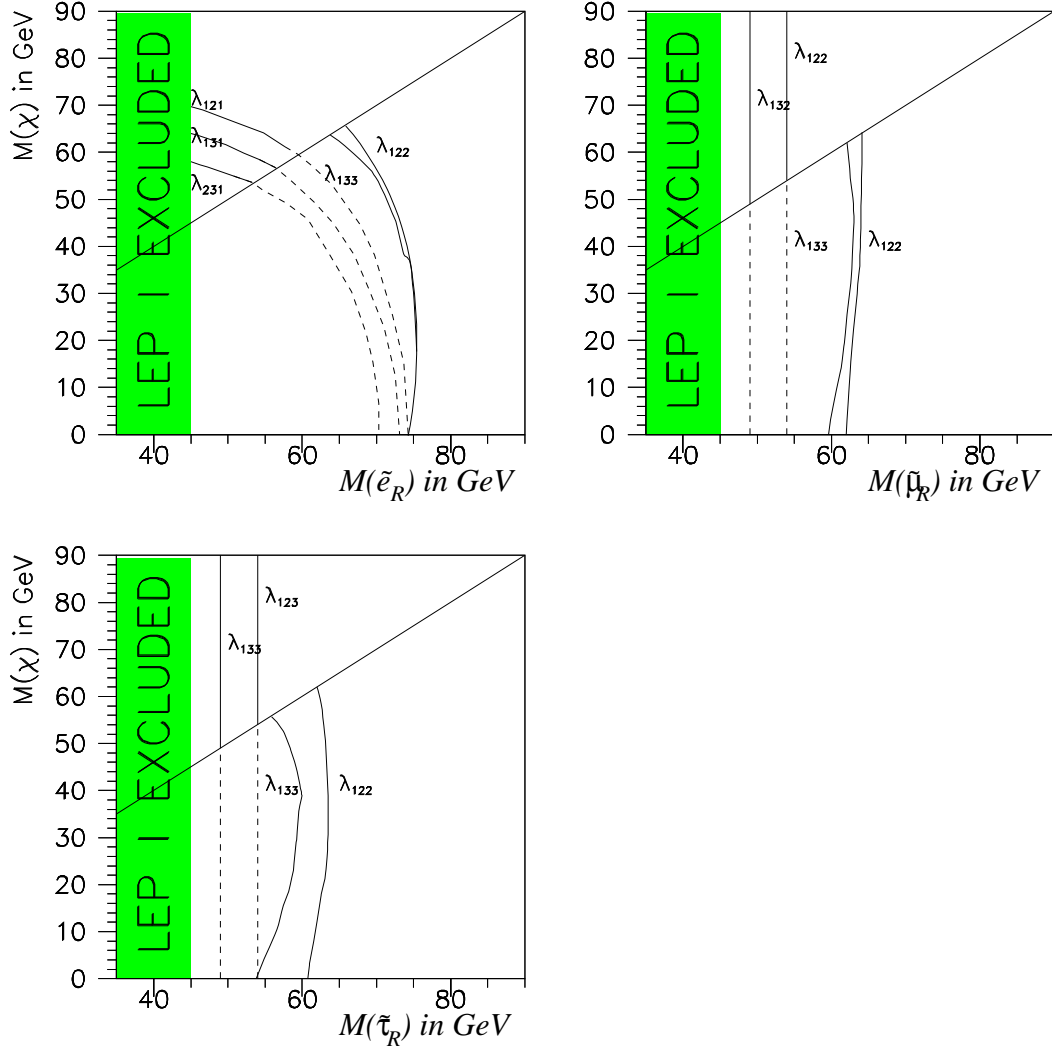 M(χ) in GeV
90
80
70
60
50
40
30
20
10
0
LEP I EXCLUDED
λ121
λ131
λ231
λ122
λ133
40
60
80
M(ẽR) in GeV
90
80
70
60
50
40
30
20
10
0
LEP I EXCLUDED
λ122
λ132
λ133
λ122
40
60
80
M(μ̃R) in GeV
M(χ) in GeV
90
80
70
60
50
40
30
20
10
0
LEP I EXCLUDED
λ123
λ133
λ133
λ122
40
60
80
M(τ̃R) in GeV